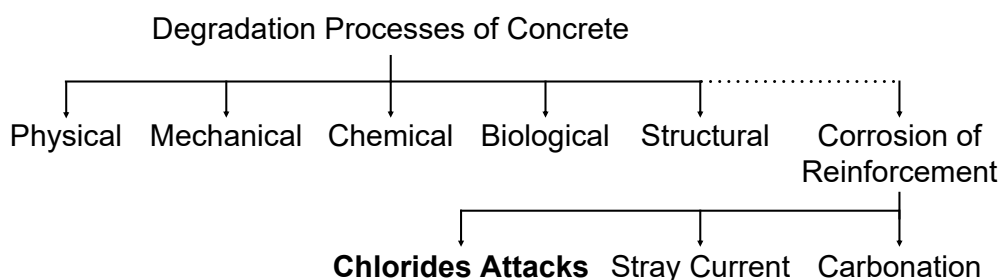 Degradation Processes of Concrete
Physical Mechanical Chemical Biological Structural Corrosion of
Reinforcement
Chlorides Attacks Stray Current Carbonation